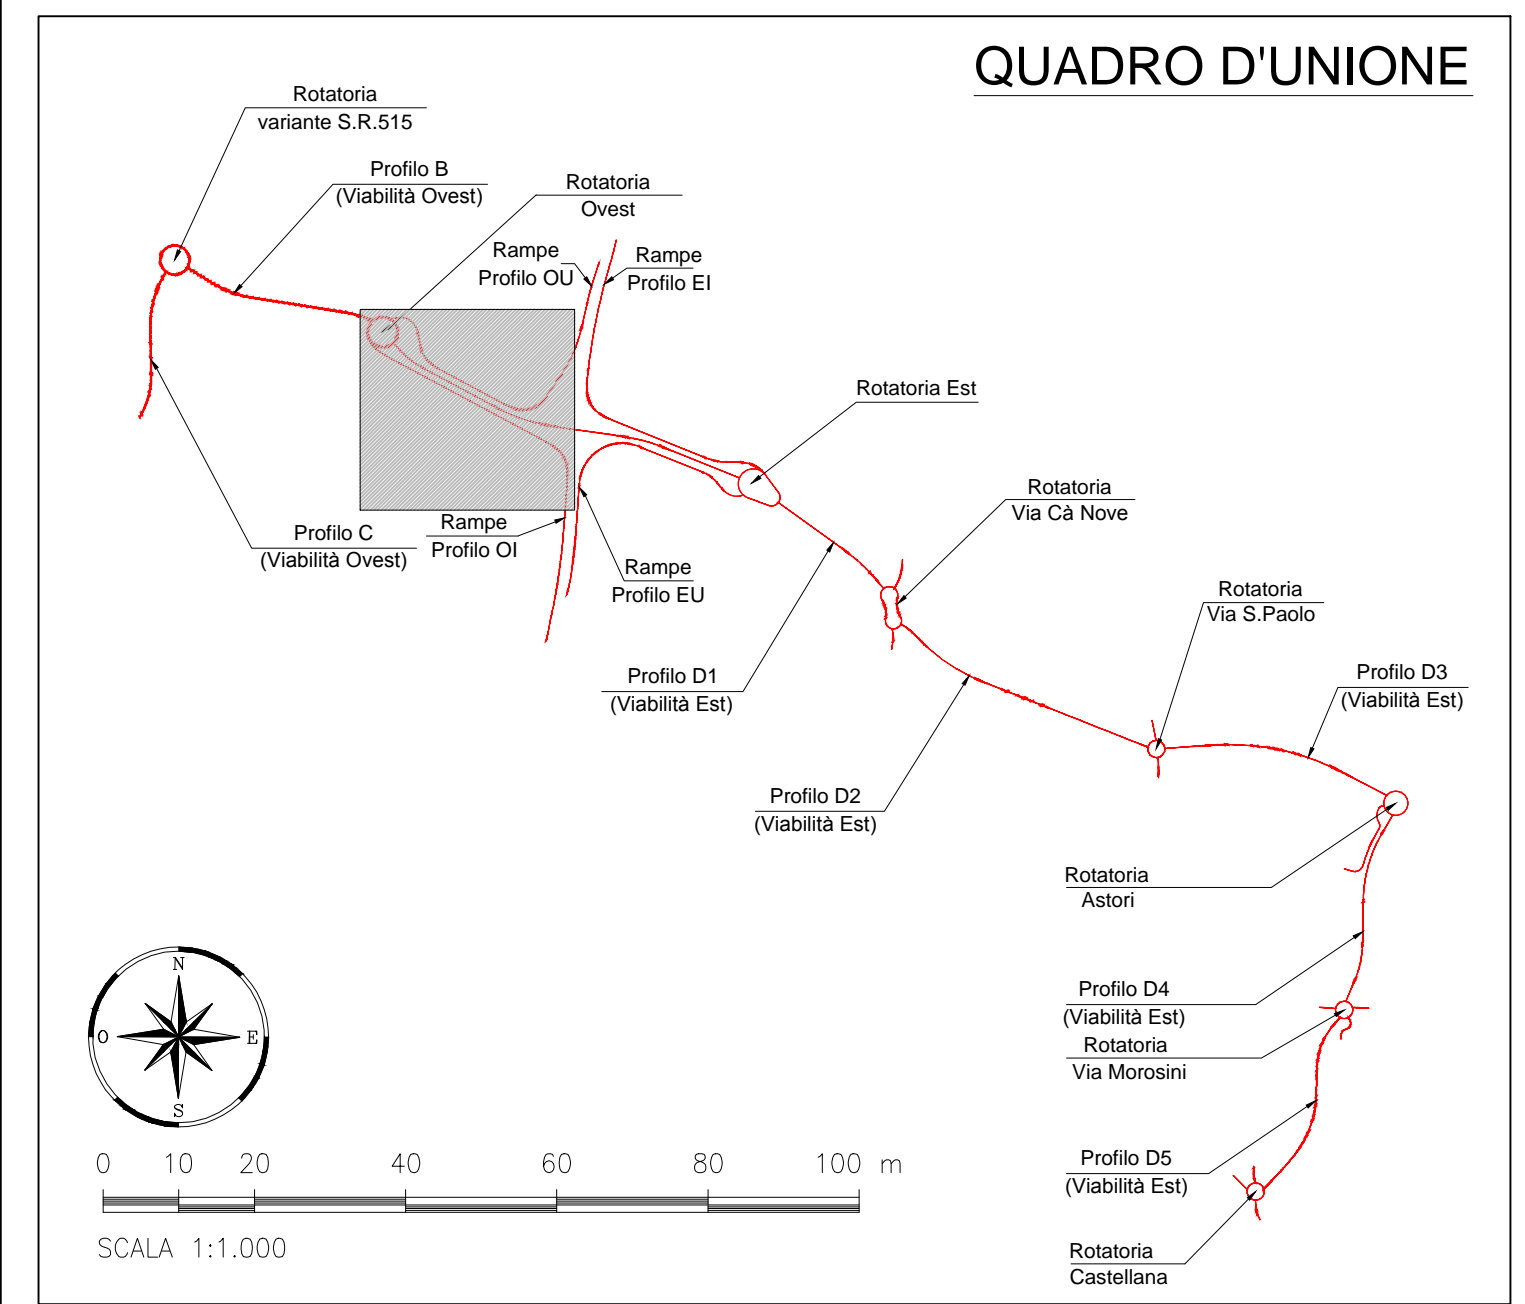 QUADRO D'UNIONE
Rotatoria
variante S.R.515
Profilo B
(Viabilità Ovest)
Rotatoria
Ovest
Rampe
Profilo OU
Rampe
Profilo EI
Rotatoria Est
Rotatoria
Via Cà Nove
Profilo C
(Viabilità Ovest)
Rampe
Profilo OI
Rampe
Profilo EU
Rotatoria
Via S.Paolo
Profilo D1
(Viabilità Est)
Profilo D3
(Viabilità Est)
Profilo D2
(Viabilità Est)
Rotatoria
Astori
Profilo D4
(Viabilità Est)
Rotatoria
Via Morosini
Profilo D5
(Viabilità Est)
Rotatoria
Castellana
N
O
E
S
0 10 20 40 60 80 100 m
SCALA 1:1.000